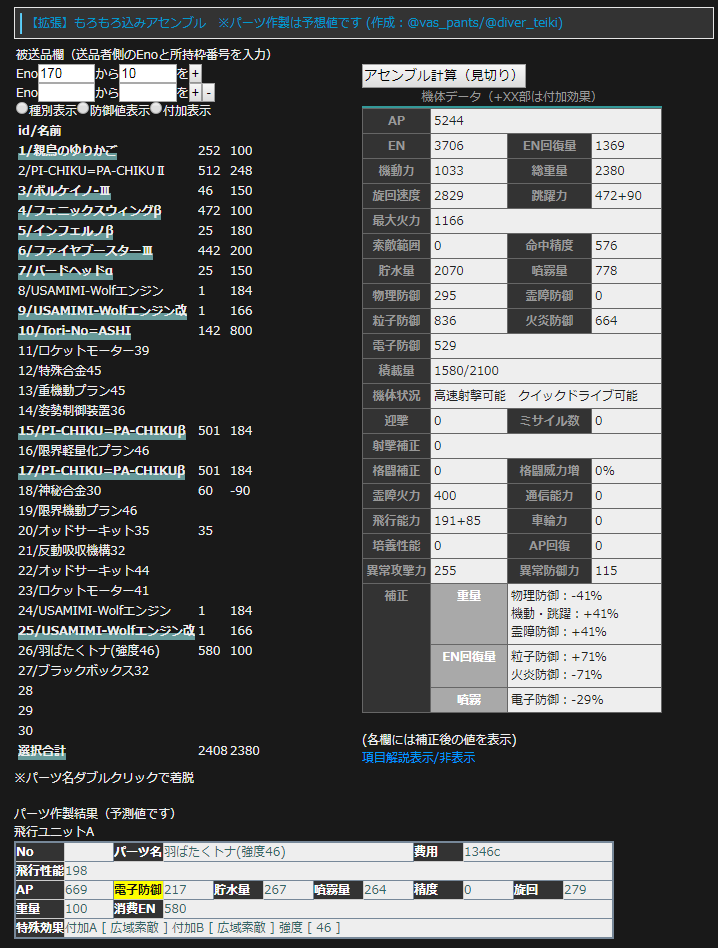 【拡張】もろもろ込みアセンブル　※パーツ作製は予想値です (作成：@vas_pants/@diver_teiki)
被送品欄（送品者側のEnoと所持枠番号を入力）
Eno170から10を+
Enoからを+-
種別表示 防御値表示 付加表示
id/名前
1/親鳥のゆりかご 252 100
2/PI-CHIKU=PA-CHIKUⅡ 512 248
3/ボルケイノ-Ⅲ 46 150
4/フェニックスウィングβ 472 100
5/インフェルノβ 25 180
6/ファイヤブースターⅢ 442 200
7/バードヘッドα 25 150
8/USAMIMI-Wolfエンジン 1 184
9/USAMIMI-Wolfエンジン改 1 166
10/Tori-No=ASHI 142 800
11/ロケットモーター39
12/特殊合金45
13/重機動プラン45
14/姿勢制御装置36
15/PI-CHIKU=PA-CHIKUβ 501 184
16/限界軽量化プラン46
17/PI-CHIKU=PA-CHIKUβ 501 184
18/神秘合金30 60 -90
19/限界機動プラン46
20/オッドサーキット35 35
21/反動吸収機構32
22/オッドサーキット44
23/ロケットモーター41
24/USAMIMI-Wolfエンジン 1 184
25/USAMIMI-Wolfエンジン改 1 166
26/羽ばたくトナ(強度46) 580 100
27/ブラックボックス32
28
29
30
選択合計 2408 2380
※パーツ名ダブルクリックで着脱
アセンブル計算（見切り）
機体データ（+XX部は付加効果）
AP 5244
EN 3706 EN回復量 1369
機動力 1033 総重量 2380
旋回速度 2829 跳躍力 472+90
最大火力 1166
索敵範囲 0 命中精度 576
貯水量 2070 噴霧量 778
物理防御 295 霊障防御 0
粒子防御 836 火炎防御 664
電子防御 529
積載量 1580/2100
機体状況 高速射撃可能　クイックドライブ可能
迎撃 0 ミサイル数 0
射撃補正 0
格闘補正 0 格闘威力増 0%
霊障火力 400 通信能力 0
飛行能力 191+85 車輪力 0
培養性能 0 AP回復 0
異常攻撃力 255 異常防御力 115
補正 重量 物理防御：-41%
機動・跳躍：+41%
霊障防御：+41%
EN回復量 粒子防御：+71%
火炎防御：-71%
噴霧 電子防御：-29%
(各欄には補正後の値を表示)
項目解説表示/非表示
パーツ作製結果（予測値です）
飛行ユニットA
No パーツ名 羽ばたくトナ(強度46) 費用 1346c
飛行性能 198
AP 669 電子防御 217 貯水量 267 噴霧量 264 精度 0 旋回 279
重量 100 消費EN 580
特殊効果 付加A [ 広域索敵 ] 付加B [ 広域索敵 ] 強度 [ 46 ]